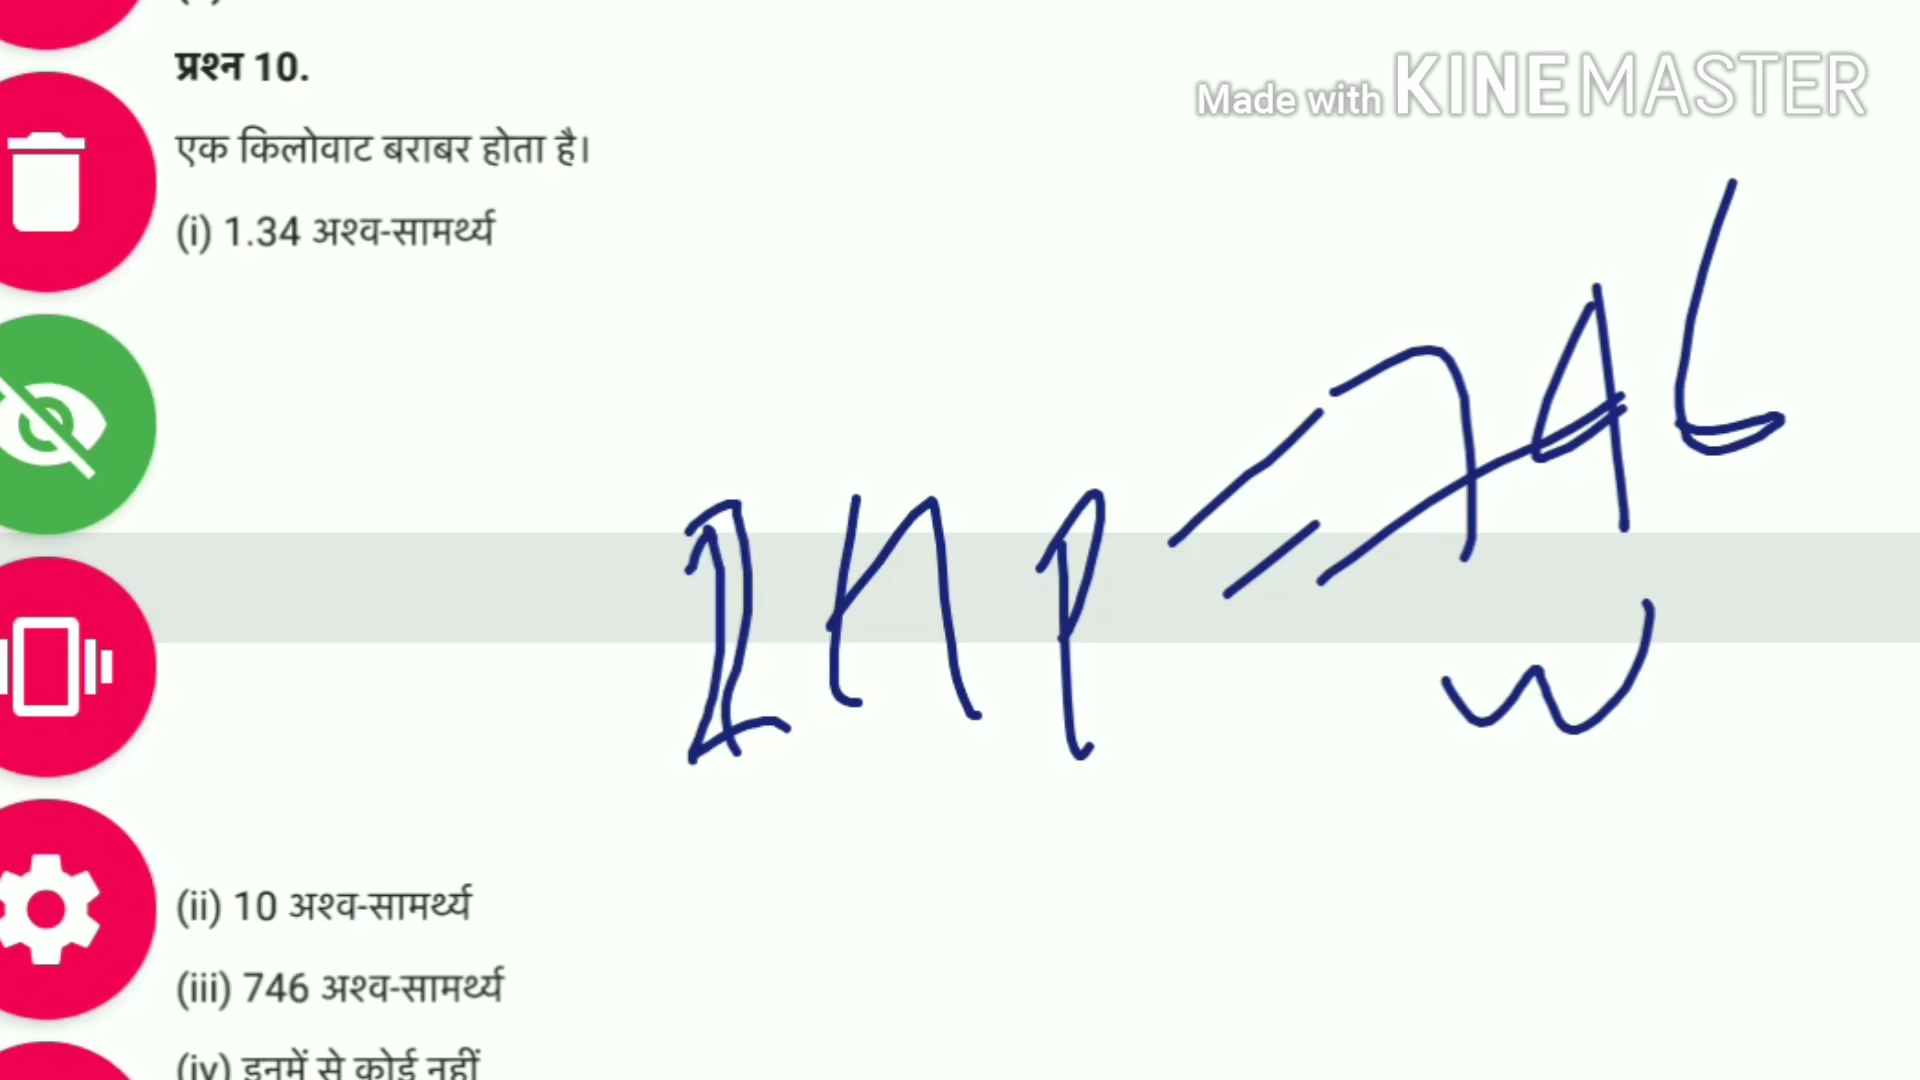 प्रश्न 10.
Made with KINEMASTER
एक किलोवाट बराबर होता है।
(i) 1.34 अश्व-सामर्थ्य
1HP = 746
W
(ii) 10 अश्व-सामर्थ्य
(iii) 746 अश्व-सामर्थ्य
(iv) इनमें से कोई नहीं